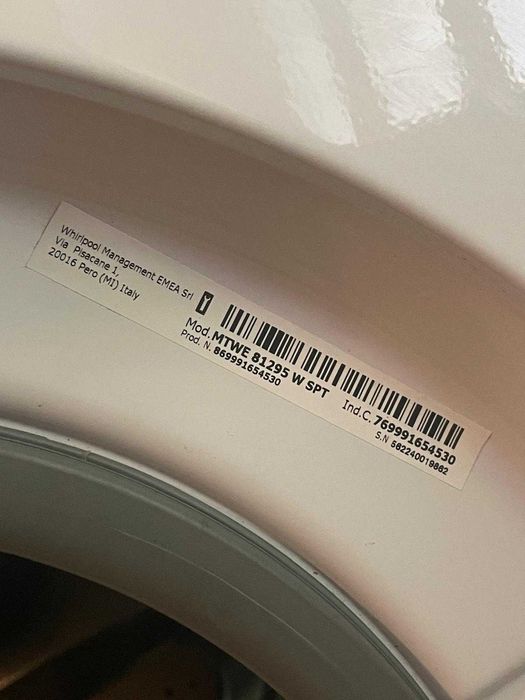 Whirlpool Management EMEA Srl
Via Pisacane 1,
20016 Pero (MI) Italy
Mod. MTWE 81295 W SPT
Prod. N. 869991654530
Ind.C. 769991654530
S.N 562240019862